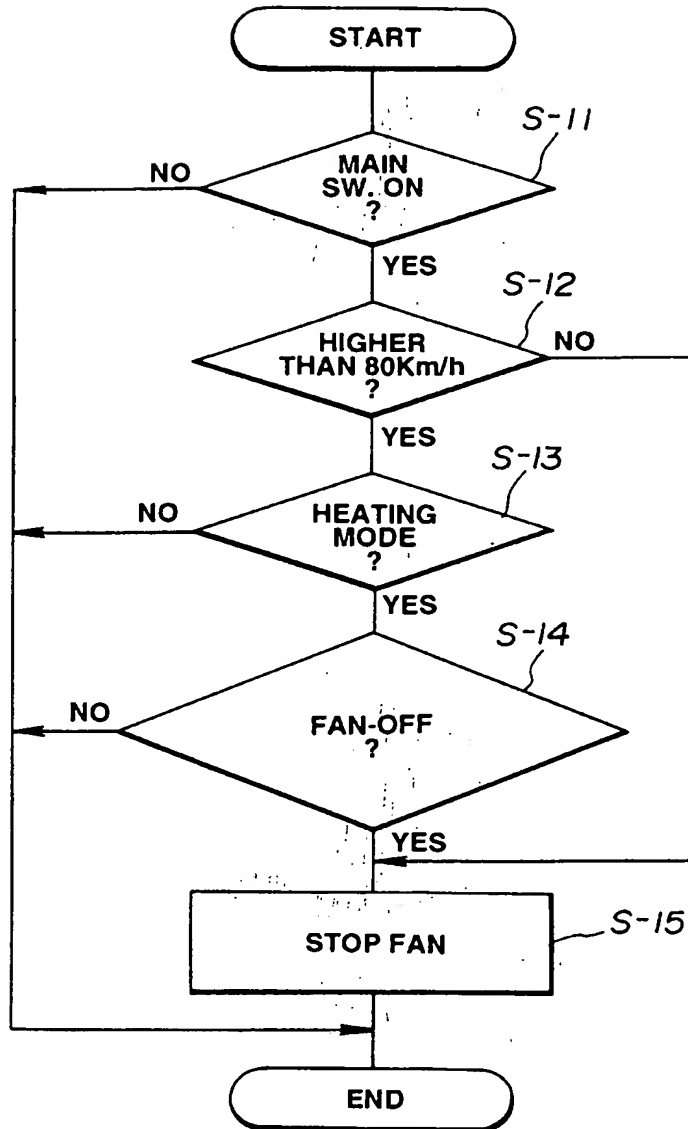 START
S-11
NO
MAIN
SW. ON
?
YES
S-12
HIGHER
THAN 80Km/h
?
NO
YES
S-13
NO
HEATING
MODE
?
YES
S-14
NO
FAN-OFF
?
YES
STOP FAN
S-15
END